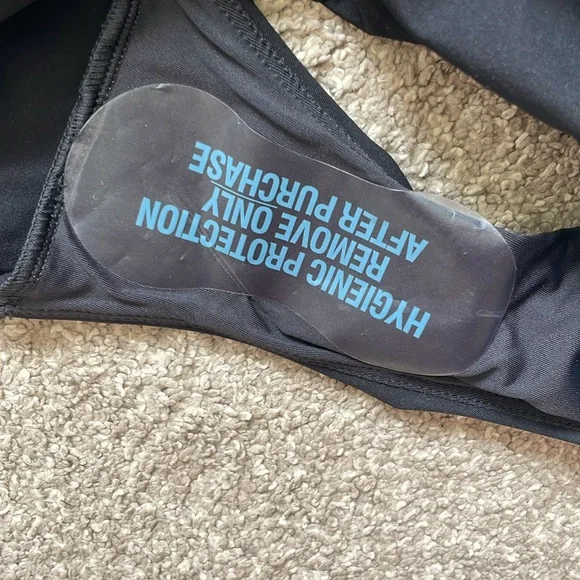 HYGIENIC PROTECTION
REMOVE ONLY
AFTER PURCHASE